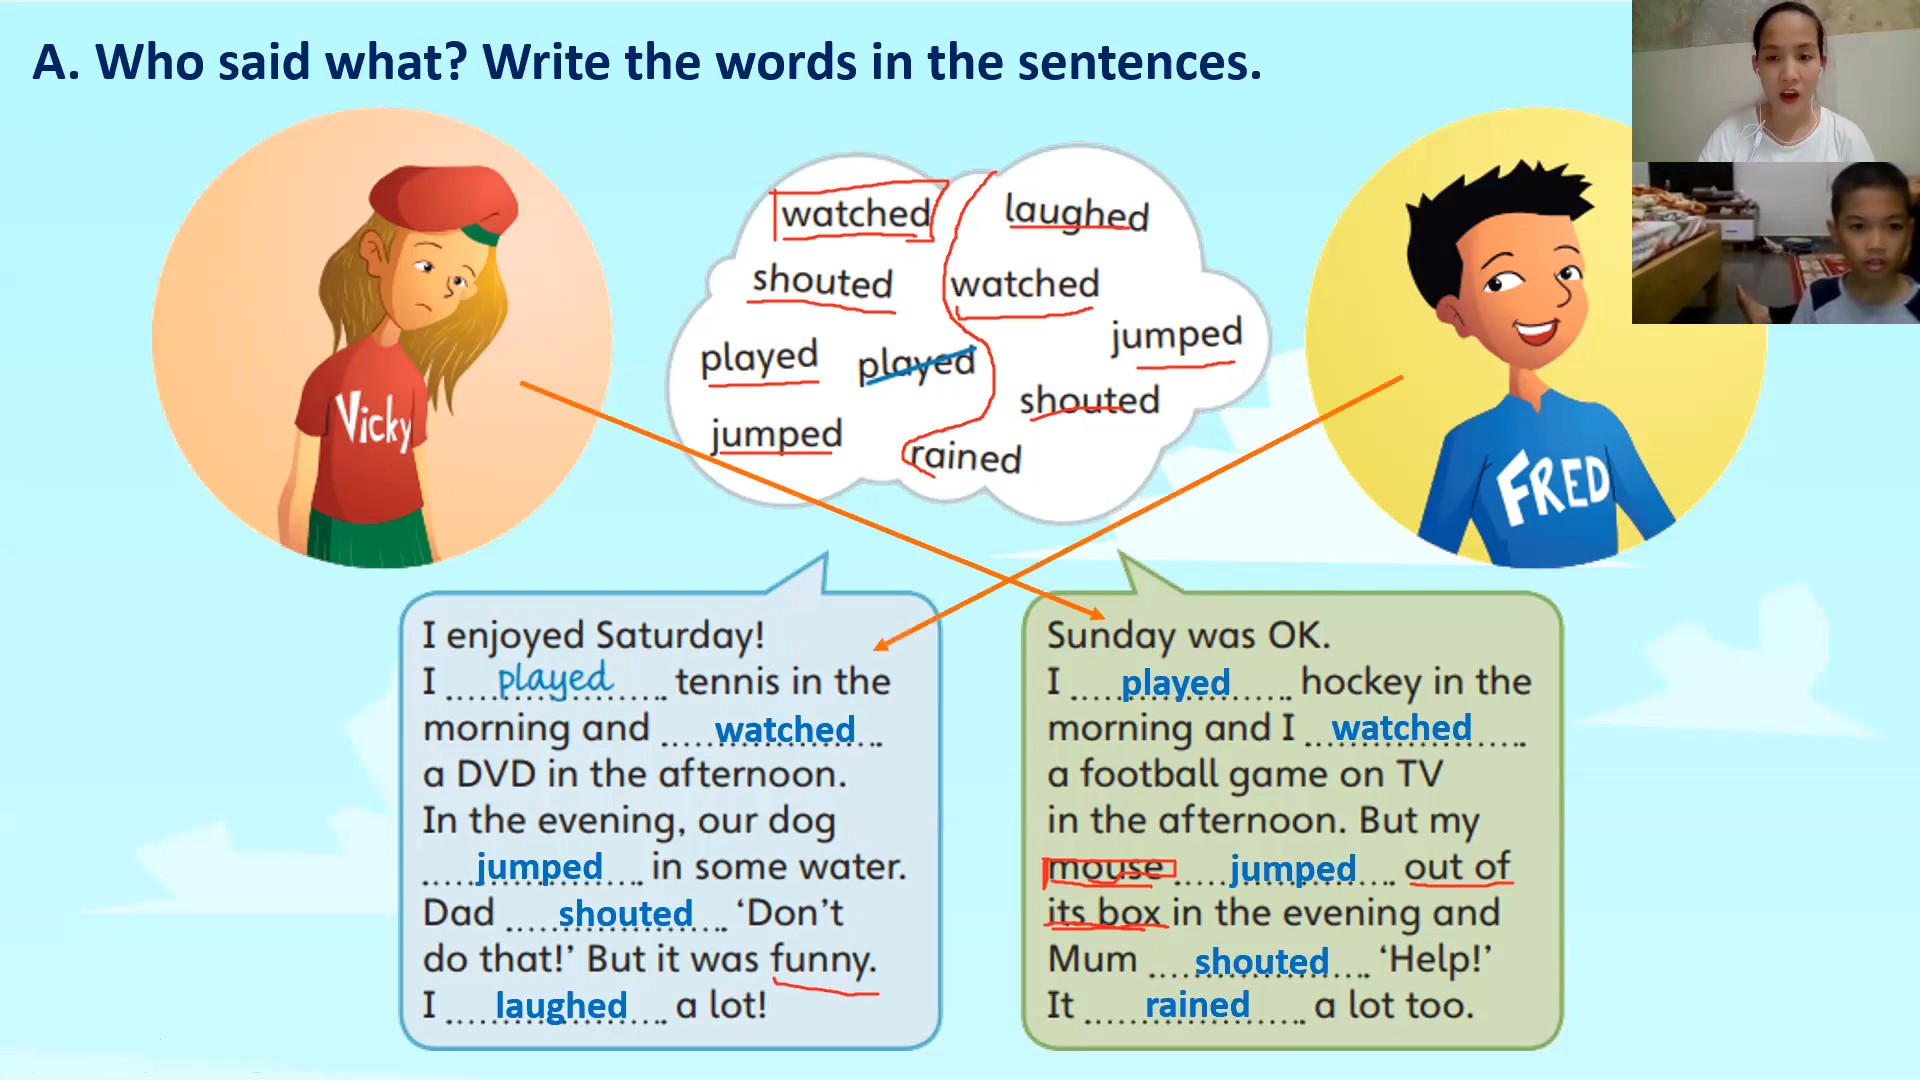 A. Who said what? Write the words in the sentences.
watched
laughed
shouted
watched
played
played
jumped
shouted
jumped
rained
Vicky
FRED
I enjoyed Saturday!
I played tennis in the
morning and watched
a DVD in the afternoon.
In the evening, our dog
jumped in some water.
Dad shouted ‘Don’t
do that!’ But it was funny.
I laughed a lot!
Sunday was OK.
I played hockey in the
morning and I watched
a football game on TV
in the afternoon. But my
mouse jumped out of
its box in the evening and
Mum shouted ‘Help!’
It rained a lot too.